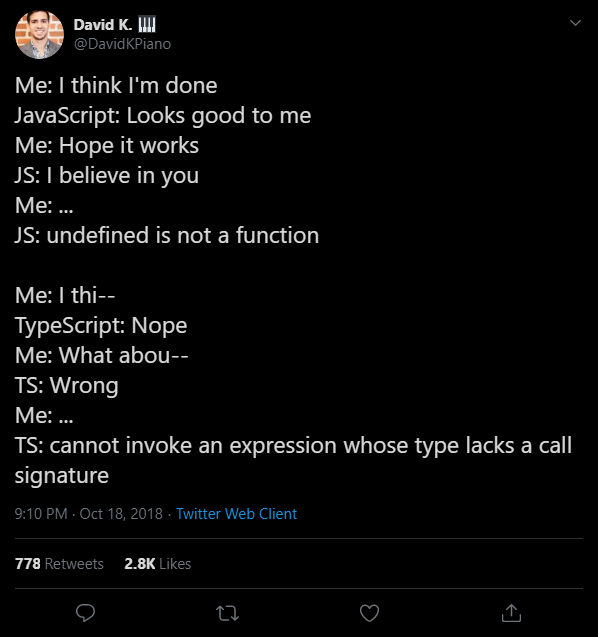 David K. 🎹
@DavidKPiano
Me: I think I'm done
JavaScript: Looks good to me
Me: Hope it works
JS: I believe in you
Me: ...
JS: undefined is not a function
Me: I thi--
TypeScript: Nope
Me: What abou--
TS: Wrong
Me: ...
TS: cannot invoke an expression whose type lacks a call
signature
9:10 PM · Oct 18, 2018 · Twitter Web Client
778 Retweets 2.8K Likes